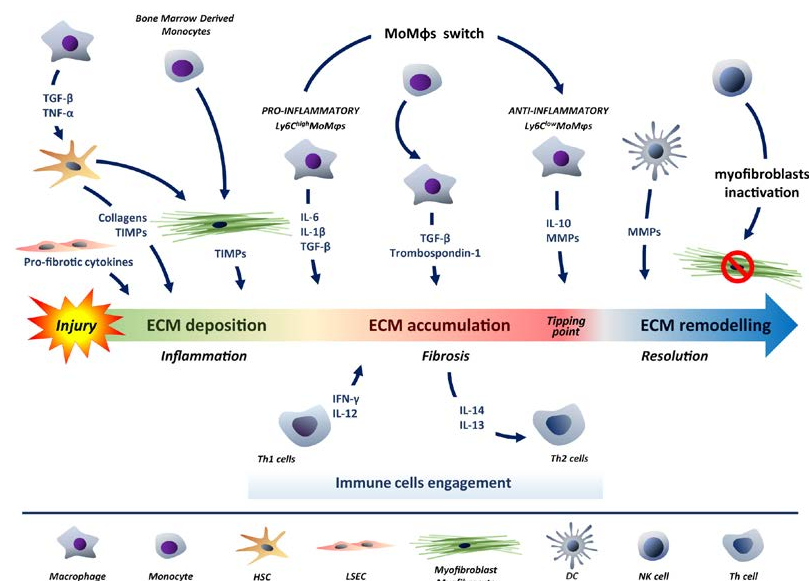 Bone Marrow Derived
Monocytes
MoMϕs switch
TGF-β
TNF-α
PRO-INFLAMMATORY
Ly6ChighMoMφs
ANTI-INFLAMMATORY
Ly6ClowMoMφs
myofibroblasts
inactivation
Collagens
TIMPs
Pro-fibrotic cytokines
TIMPs
IL-6
IL-1β
TGF-β
TGF-β
Trombospondin-1
IL-10
MMPs
MMPs
Injury
ECM deposition
ECM accumulation
Tipping
point
ECM remodelling
Inflammation
Fibrosis
Resolution
IFN-γ
IL-12
IL-14
IL-13
Th1 cells
Th2 cells
Immune cells engagement
Macrophage
Monocyte
HSC
LSEC
Myofibroblast
DC
NK cell
Th cell